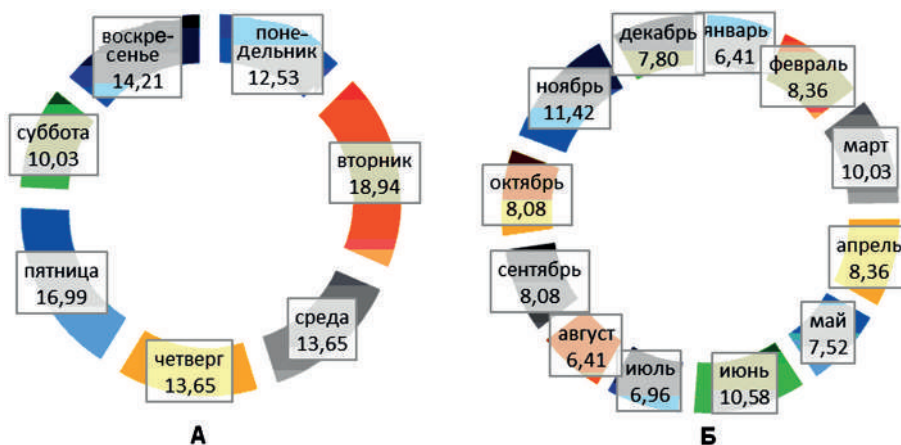 воскре-
сенье
14,21
поне-
дельник
12,53
суббота
10,03
вторник
18,94
пятница
16,99
среда
13,65
четверг
13,65
А
декабрь
7,80
январь
6,41
февраль
8,36
ноябрь
11,42
март
10,03
октябрь
8,08
апрель
8,36
сентябрь
8,08
май
7,52
август
6,41
июль
6,96
июнь
10,58
Б